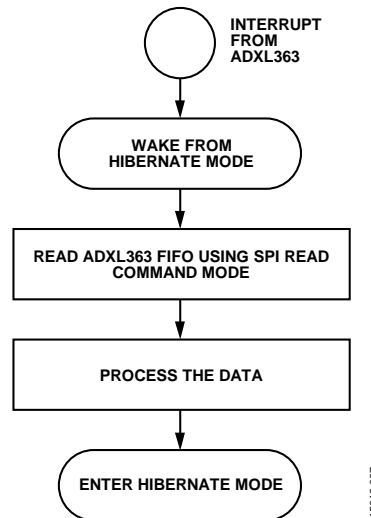 INTERRUPT
FROM
ADXL363
WAKE FROM
HIBERNATE MODE
READ ADXL363 FIFO USING SPI READ
COMMAND MODE
PROCESS THE DATA
ENTER HIBERNATE MODE